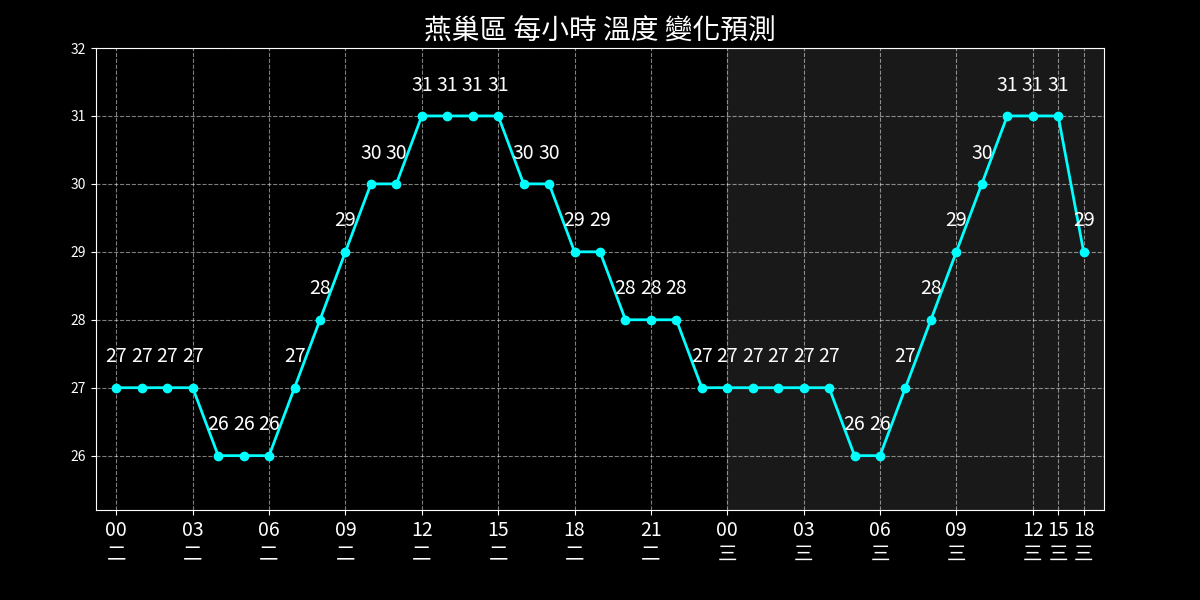 燕巢區 每小時 溫度 變化預測
32
31 31 31 31 31 31 31
31
30 30 30 30 30
30
29 29 29 29 29
29
28 28 28 28 28
28
27 27 27 27 27 27 27 27 27 27 27 27
27
26 26 26 26 26
26
00 03 06 09 12 15 18 21 00 03 06 09 12 15 18
二 二 二 二 二 二 二 二 三 三 三 三 三 三 三